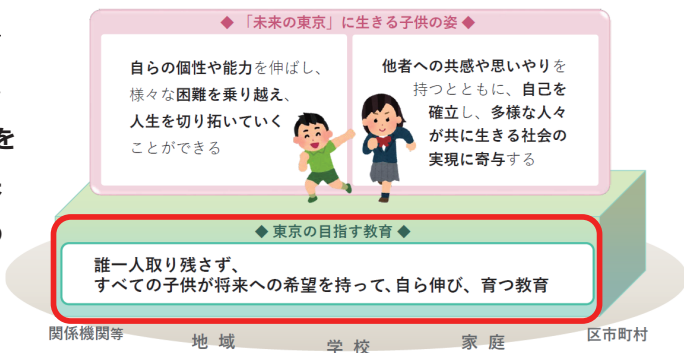 ◆ 「未来の東京」に生きる子供の姿 ◆
自らの個性や能力を伸ばし、
様々な困難を乗り越え、
人生を切り拓いていく
ことができる
他者への共感や思いやりを
持つとともに、自己を
確立し、多様な人々
が共に生きる社会の
実現に寄与する
を
◆ 東京の目指す教育 ◆
誰一人取り残さず、
すべての子供が将来への希望を持って、自ら伸び、育つ教育
関係機関等
地域
学校
家庭
区市町村